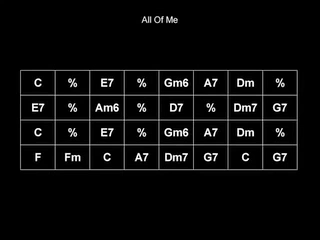 All Of Me
C % E7 % Gm6 A7 Dm %
E7 % Am6 % D7 % Dm7 G7
C % E7 % Gm6 A7 Dm %
F Fm C A7 Dm7 G7 C G7